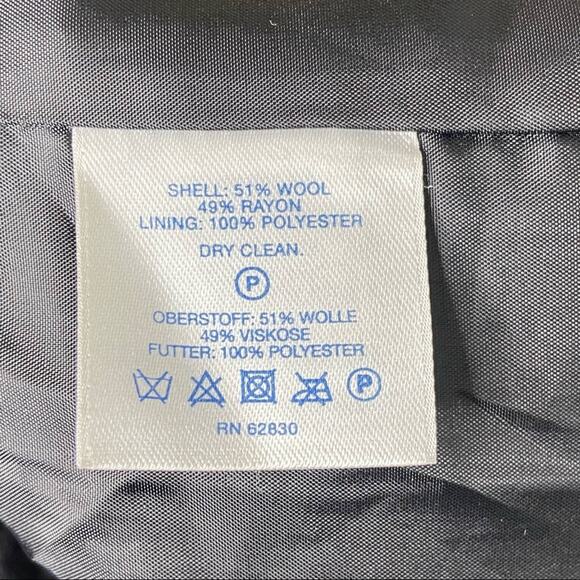 SHELL: 51% WOOL
49% RAYON
LINING: 100% POLYESTER
DRY CLEAN.
P
OBERSTOFF: 51% WOLLE
49% VISKOSE
FUTTER: 100% POLYESTER
P
RN 62830